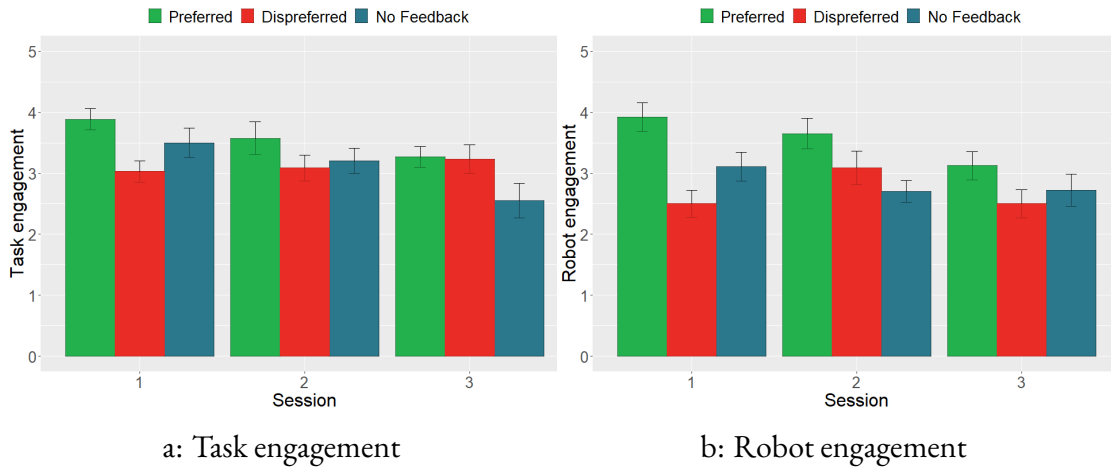 Preferred Dispreferred No Feedback
5
4
3
2
1
0
Task engagement
1 2 3
Session
a: Task engagement
Preferred Dispreferred No Feedback
5
4
3
2
1
0
Robot engagement
1 2 3
Session
b: Robot engagement